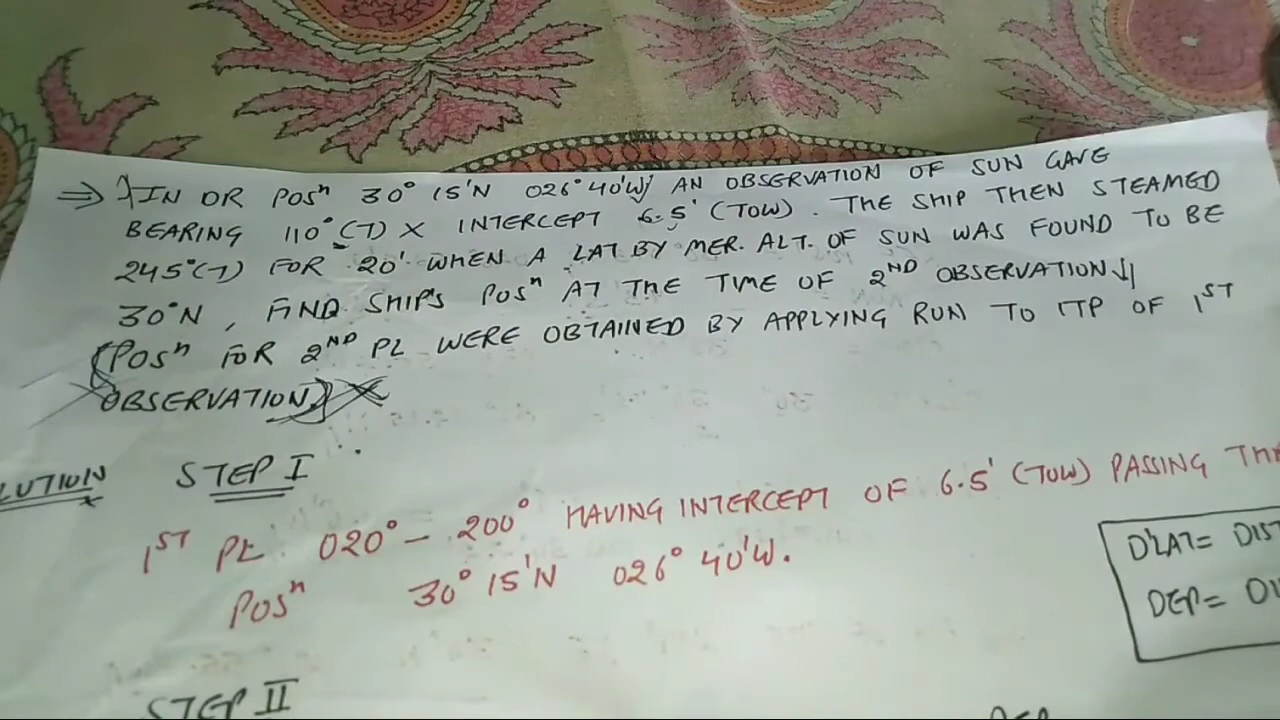 ⇒ IN DR POSⁿ 30° 15'N 026° 40'W, AN OBSERVATION OF SUN GAVE
BEARING 110° (T) X INTERCEPT 6.5' (TOW). THE SHIP THEN STEAMED
245°(T) FOR 20' WHEN A LAT BY MER. ALT. OF SUN WAS FOUND TO BE
30°N, FIND SHIP'S POSⁿ AT THE TIME OF 2ND OBSERVATION
(POSⁿ FOR 2ND PL WERE OBTAINED BY APPLYING RUN TO ITP OF 1ST
OBSERVATION)
LUTION STEP I
1ST PL 020° - 200° HAVING INTERCEPT OF 6.5' (TOW) PASSING
POSⁿ 30° 15'N 026° 40'W.
D'LAT = DIST
DEP =
STEP II